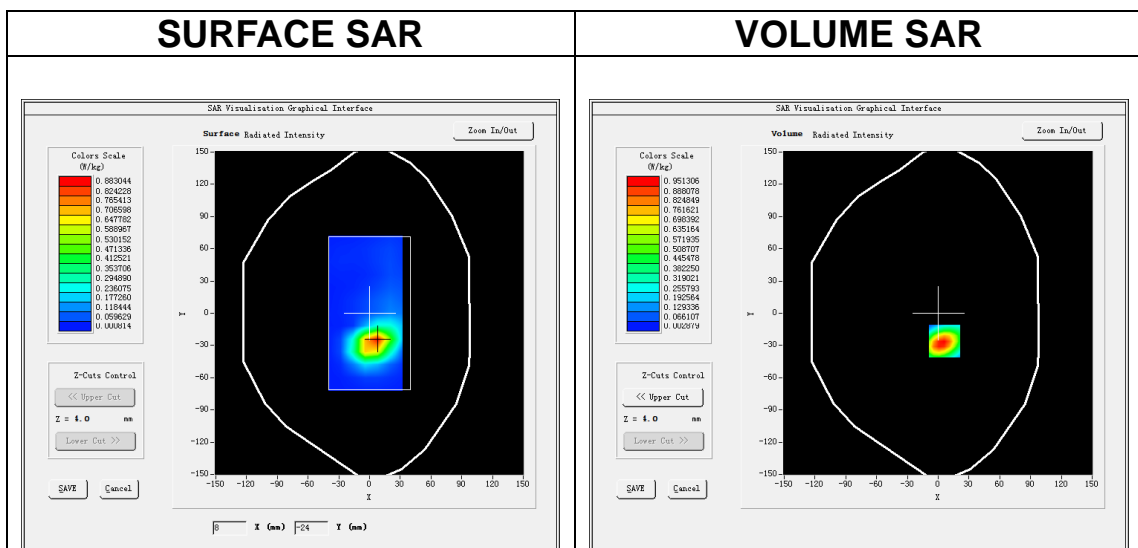 SURFACE SAR
VOLUME SAR
SAR Visualisation Graphical Interface
Surface Radiated Intensity
Zoom In/Out
Colors Scale
(W/kg)
0.883044
0.824228
0.765413
0.706598
0.647782
0.588967
0.530152
0.471336
0.412521
0.353706
0.294890
0.236075
0.177260
0.118444
0.059629
0.000814
150
120
90
60
30
0
-30
-60
-90
-120
-150
Y
-150 -120 -90 -60 -30 0 30 60 90 120 150
X
Z-Cuts Control
<< Upper Cut
Z = 4.0 mm
Lower Cut >>
SAVE Cancel
8 X (mm) -24 Y (mm)
SAR Visualisation Graphical Interface
Volume Radiated Intensity
Zoom In/Out
Colors Scale
(W/kg)
0.951306
0.888078
0.824849
0.761621
0.698392
0.635164
0.571935
0.508707
0.445478
0.382250
0.319021
0.255793
0.192564
0.129336
0.066107
0.002879
150
120
90
60
30
0
-30
-60
-90
-120
-150
Y
-150 -120 -90 -60 -30 0 30 60 90 120 150
X
Z-Cuts Control
<< Upper Cut
Z = 4.0 mm
Lower Cut >>
SAVE Cancel